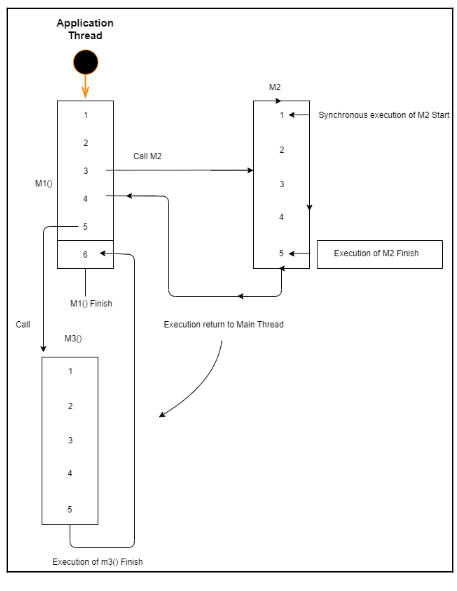 Application
Thread
M2
1
2
3
4
5
6
M1()
Call M2
1
2
3
4
5
Synchronous execution of M2 Start
Execution of M2 Finish
M1() Finish
Call
M3()
Execution return to Main Thread
1
2
3
4
5
Execution of m3() Finish